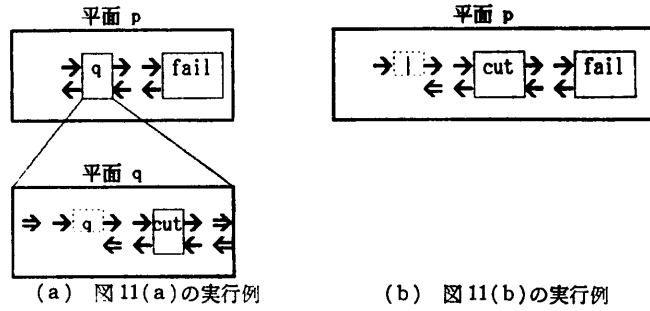 平面 p
q fail
平面 q
q cut
(a) 図11(a)の実行例
平面 p
| cut fail
(b) 図11(b)の実行例